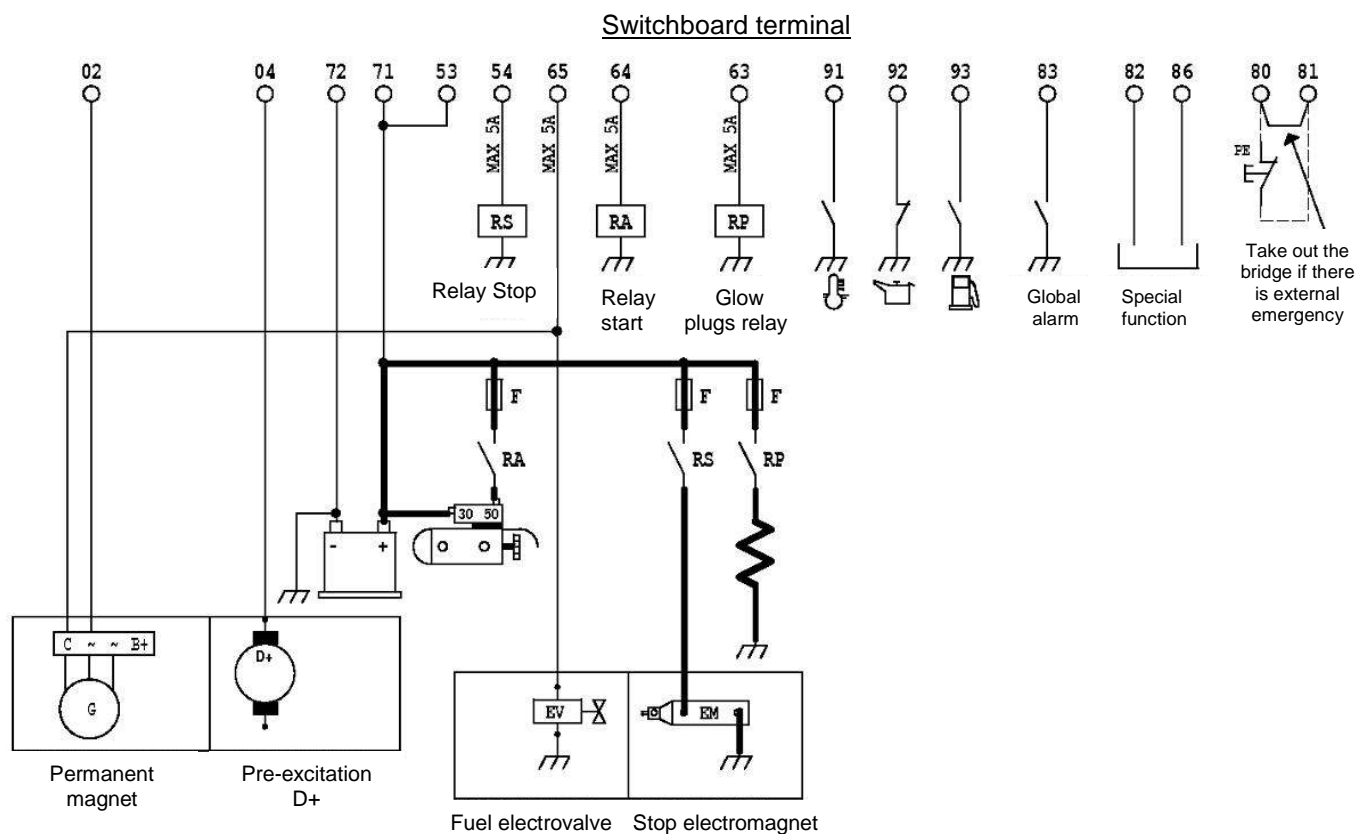 Switchboard terminal
02 04 72 71 53 54 65 64 63 91 92 93 83 82 86 80 81
MAX 5A MAX 5A MAX 5A MAX 5A
PE
RS RA RP
Relay Stop
Relay
start
Glow
plugs relay
Global
alarm
Special
function
Take out the
bridge if there
is external
emergency
F F F
RA RS RP
30 50
- +
C ~ ~ B+
D+
G
EV EM
Permanent
magnet
Pre-excitation
D+
Fuel electrovalve
Stop electromagnet